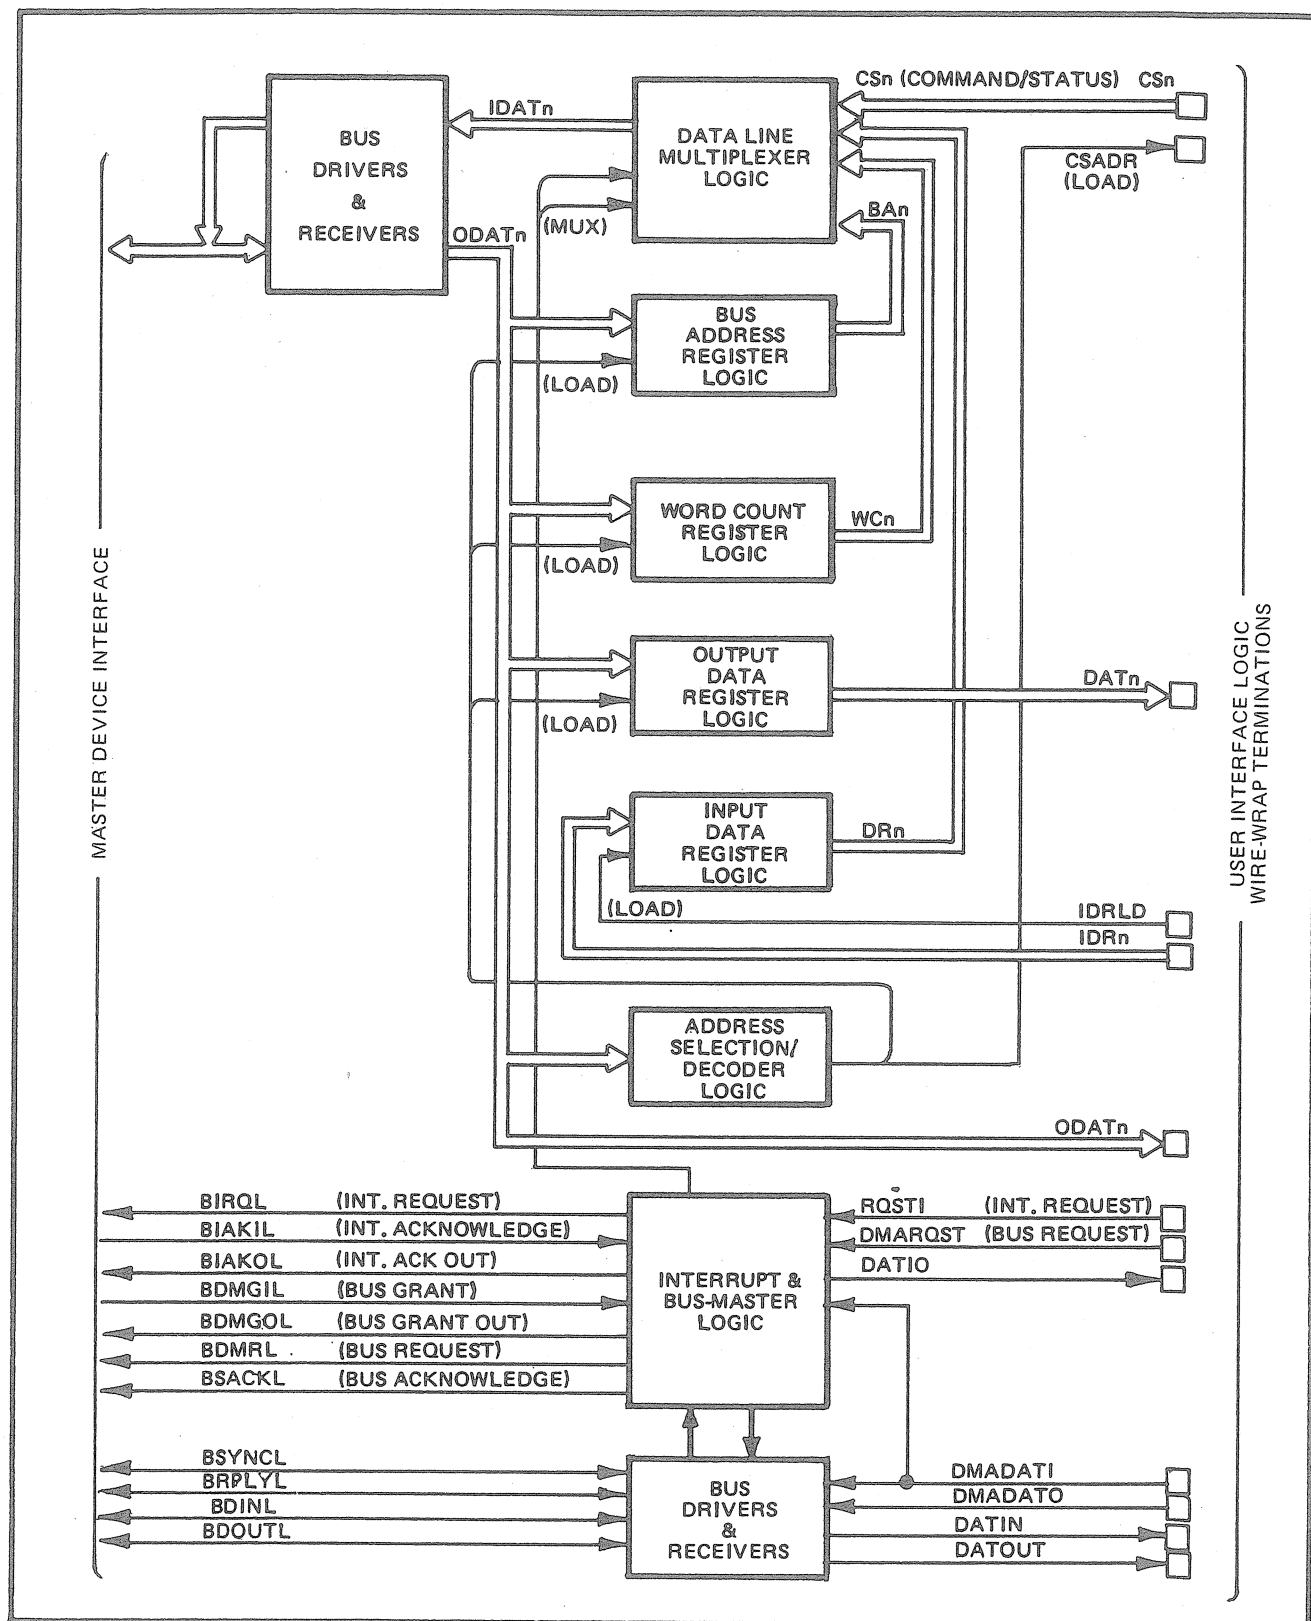 CSn (COMMAND/STATUS) CSn
IDATn
BUS
DRIVERS
&
RECEIVERS
DATA LINE
MULTIPLEXER
LOGIC
CSADR
(LOAD)
(MUX)
BAn
ODATn
BUS
ADDRESS
REGISTER
LOGIC
(LOAD)
WORD COUNT
REGISTER
LOGIC
WCn
(LOAD)
OUTPUT
DATA
REGISTER
LOGIC
DATn
(LOAD)
INPUT
DATA
REGISTER
LOGIC
DRn
(LOAD)
IDRLD
IDRn
ADDRESS
SELECTION/
DECODER
LOGIC
ODATn
MASTER DEVICE INTERFACE
USER INTERFACE LOGIC
WIRE-WRAP TERMINATIONS
BIRQL (INT. REQUEST)
BIAKIL (INT. ACKNOWLEDGE)
BIAKOL (INT. ACK OUT)
BDMGIL (BUS GRANT)
BDMGOL (BUS GRANT OUT)
BDMRL (BUS REQUEST)
BSACKL (BUS ACKNOWLEDGE)
INTERRUPT &
BUS-MASTER
LOGIC
RQSTI (INT. REQUEST)
DMARQST (BUS REQUEST)
DATIO
BSYNCL
BRPLYL
BDINL
BDOUTL
BUS
DRIVERS
&
RECEIVERS
DMADATI
DMADATO
DATIN
DATOUT